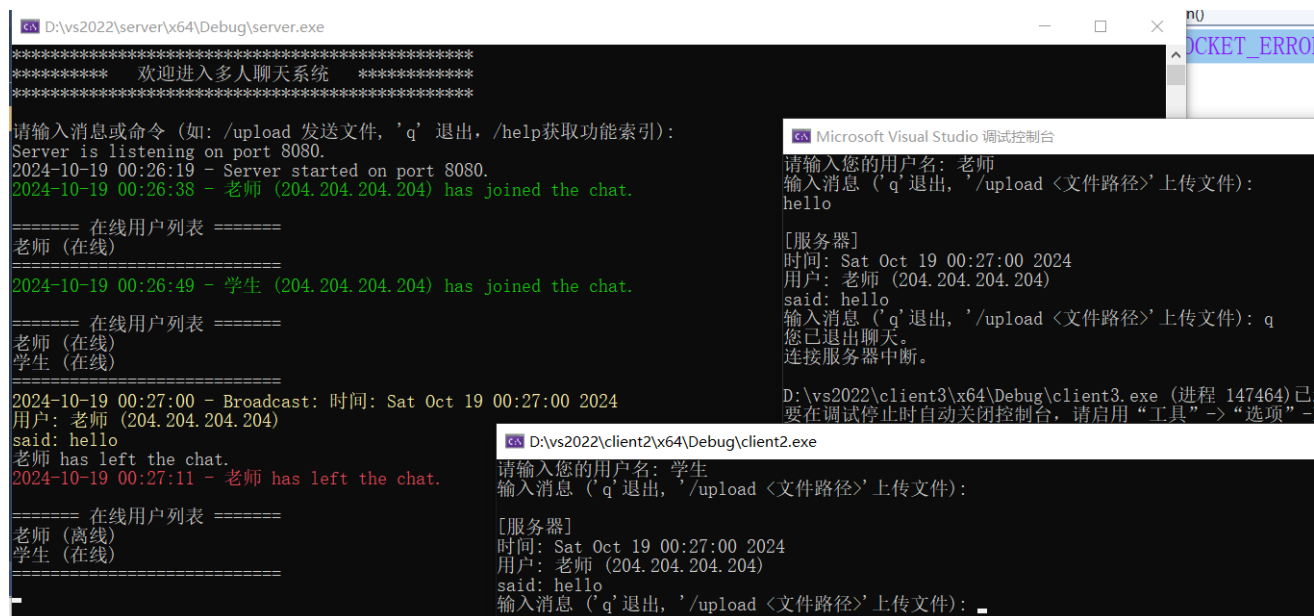 D:\vs2022\server\x64\Debug\server.exe
************************************************
********** 欢迎进入多人聊天系统 ************
************************************************
请输入消息或命令 (如: /upload 发送文件, 'q' 退出，/help获取功能索引):
Server is listening on port 8080.
2024-10-19 00:26:19 - Server started on port 8080.
2024-10-19 00:26:38 - 老师 (204.204.204.204) has joined the chat.
======= 在线用户列表 =======
老师 (在线)
============================
2024-10-19 00:26:49 - 学生 (204.204.204.204) has joined the chat.
======= 在线用户列表 =======
老师 (在线)
学生 (在线)
============================
2024-10-19 00:27:00 - Broadcast: 时间: Sat Oct 19 00:27:00 2024
用户: 老师 (204.204.204.204)
said: hello
老师 has left the chat.
2024-10-19 00:27:11 - 老师 has left the chat.
======= 在线用户列表 =======
老师 (离线)
学生 (在线)
============================
OCKET_ERRO
Microsoft Visual Studio 调试控制台
请输入您的用户名: 老师
输入消息 ('q'退出, '/upload <文件路径>'上传文件):
hello
[服务器]
时间: Sat Oct 19 00:27:00 2024
用户: 老师 (204.204.204.204)
said: hello
输入消息 ('q'退出, '/upload <文件路径>'上传文件): q
您已退出聊天。
连接服务器中断。
D:\vs2022\client3\x64\Debug\client3.exe (进程 147464)已
要在调试停止时自动关闭控制台，请启用“工具”->“选项”-
D:\vs2022\client2\x64\Debug\client2.exe
请输入您的用户名: 学生
输入消息 ('q'退出, '/upload <文件路径>'上传文件):
[服务器]
时间: Sat Oct 19 00:27:00 2024
用户: 老师 (204.204.204.204)
said: hello
输入消息 ('q'退出, '/upload <文件路径>'上传文件):